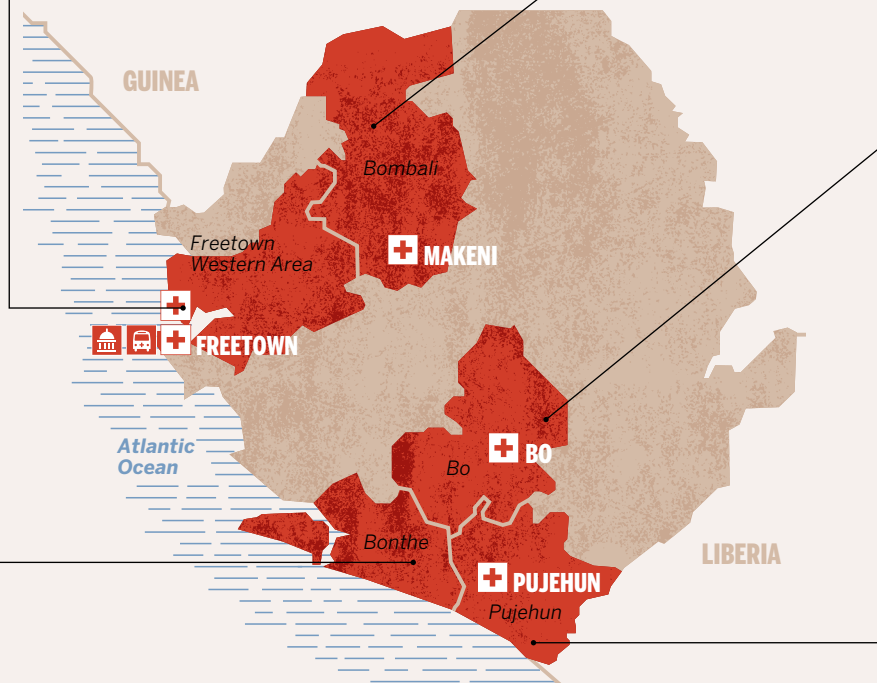 GUINEA
Bombali
Freetown
Western Area
MAKENI
FREETOWN
Atlantic
Ocean
BO
Bo
Bonthe
LIBERIA
PUJEHUN
Pujehun